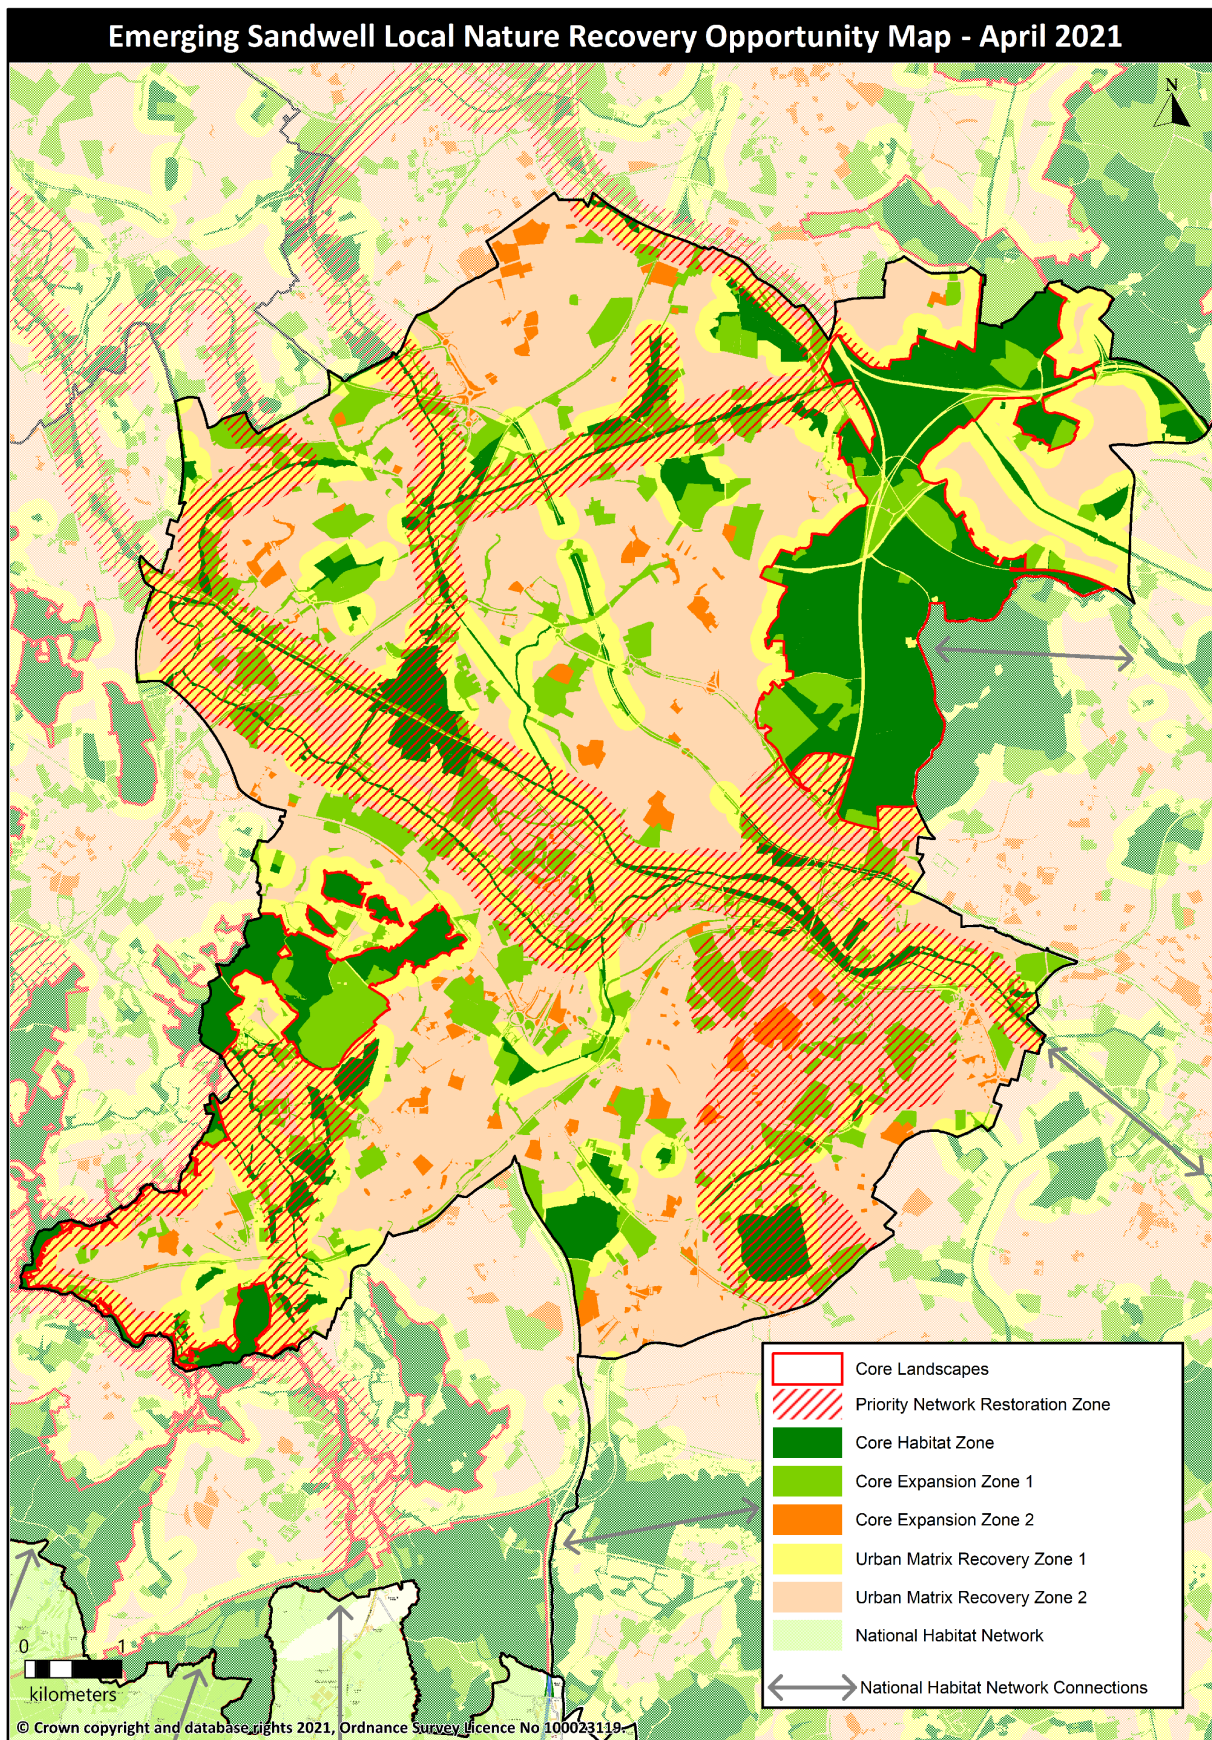 Emerging Sandwell Local Nature Recovery Opportunity Map - April 2021
N
Core Landscapes
Priority Network Restoration Zone
Core Habitat Zone
Core Expansion Zone 1
Core Expansion Zone 2
Urban Matrix Recovery Zone 1
Urban Matrix Recovery Zone 2
National Habitat Network
National Habitat Network Connections
0 1
kilometers
© Crown copyright and database rights 2021, Ordnance Survey Licence No 100023119.